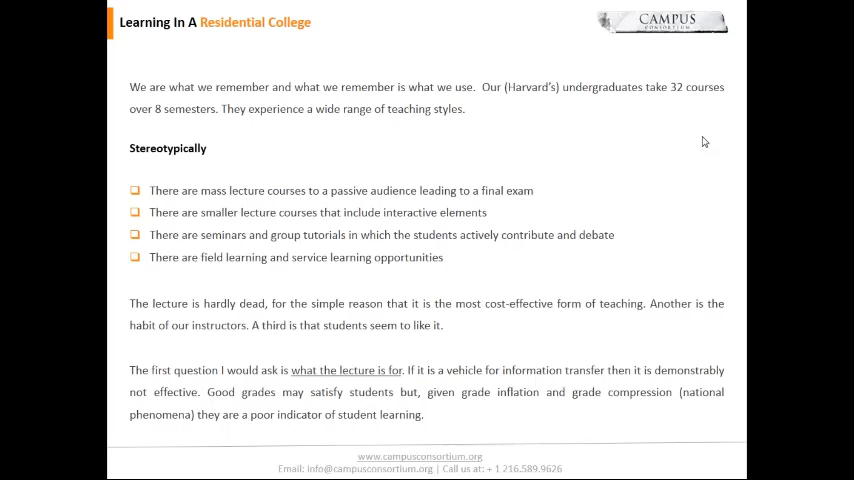 Learning In A Residential College
CAMPUS
CONSORTIUM
We are what we remember and what we remember is what we use. Our (Harvard's) undergraduates take 32 courses
over 8 semesters. They experience a wide range of teaching styles.
Stereotypically
There are mass lecture courses to a passive audience leading to a final exam
There are smaller lecture courses that include interactive elements
There are seminars and group tutorials in which the students actively contribute and debate
There are field learning and service learning opportunities
The lecture is hardly dead, for the simple reason that it is the most cost-effective form of teaching. Another is the
habit of our instructors. A third is that students seem to like it.
The first question I would ask is what the lecture is for. If it is a vehicle for information transfer then it is demonstrably
not effective. Good grades may satisfy students but, given grade inflation and grade compression (national
phenomena) they are a poor indicator of student learning.
www.campusconsortium.org
Email: info@campusconsortium.org | Call us at: + 1 216.589.9626